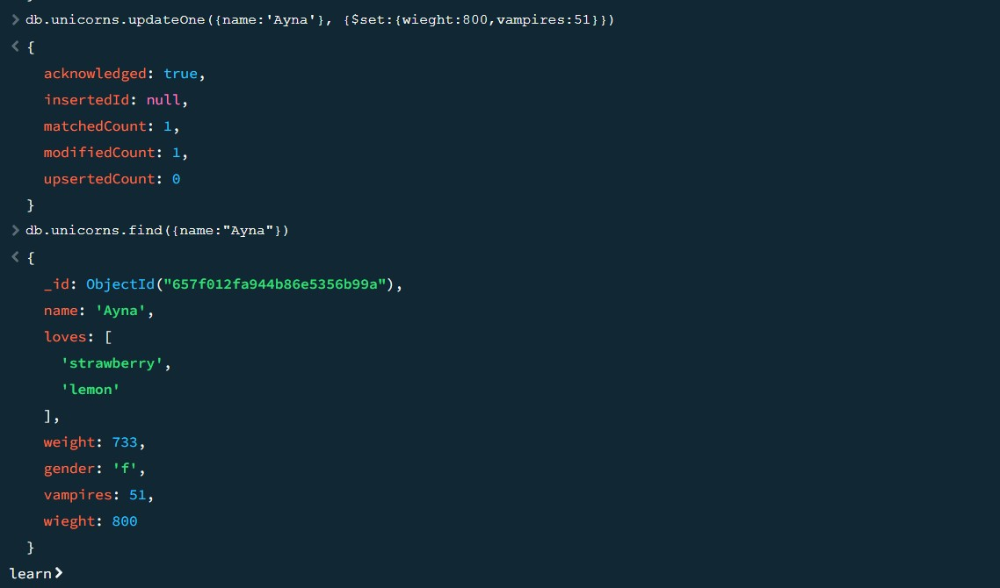 > db.unicorns.updateOne({name:'Ayna'}, {$set:{wieght:800,vampires:51}})
< {
acknowledged: true,
insertedId: null,
matchedCount: 1,
modifiedCount: 1,
upsertedCount: 0
}
> db.unicorns.find({name:"Ayna"})
< {
_id: ObjectId("657f012fa944b86e5356b99a"),
name: 'Ayna',
loves: [
'strawberry',
'lemon'
],
weight: 733,
gender: 'f',
vampires: 51,
wieght: 800
}
learn>